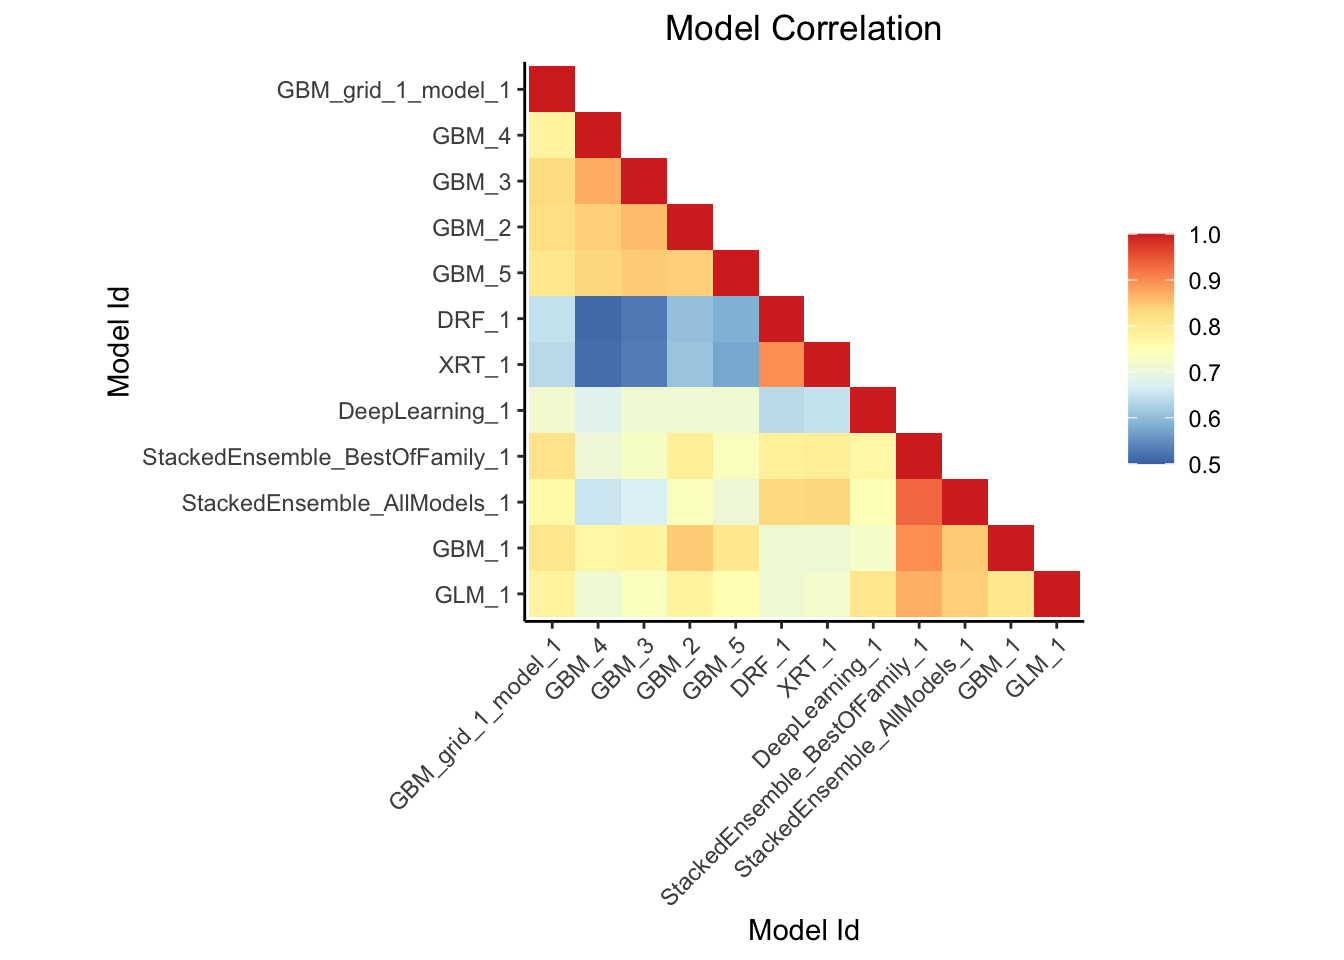 Model Correlation
Model Id
GBM_grid_1_model_1
GBM_4
GBM_3
GBM_2
GBM_5
DRF_1
XRT_1
DeepLearning_1
StackedEnsemble_BestOfFamily_1
StackedEnsemble_AllModels_1
GBM_1
GLM_1
1.0
0.9
0.8
0.7
0.6
0.5
GBM_grid_1_model_1
GBM_4
GBM_3
GBM_2
GBM_5
DRF_1
XRT_1
DeepLearning_1
StackedEnsemble_BestOfFamily_1
StackedEnsemble_AllModels_1
GBM_1
GLM_1
Model Id